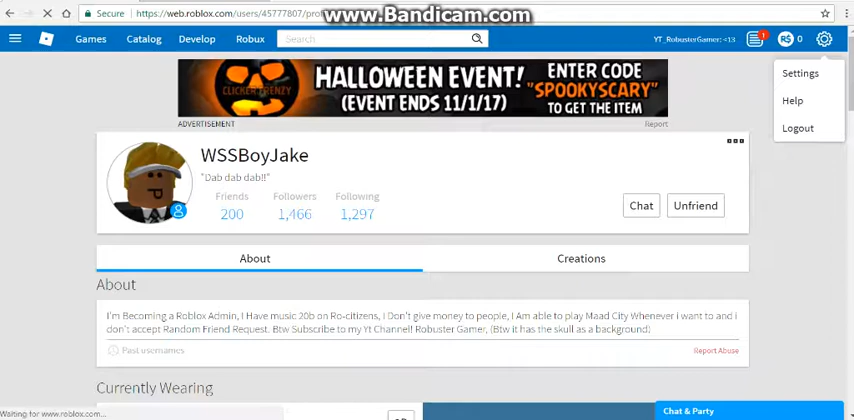 www.Bandicam.com
Secure https://web.roblox.com/users/45777807/prof
Games Catalog Develop Robux Search YT_RobusterGamer: <13 1 R$ 0
Settings
Help
Logout
CLICKER FRENZY
HALLOWEEN EVENT!
(EVENT ENDS 11/1/17)
ENTER CODE
"SPOOKYSCARY"
TO GET THE ITEM
ADVERTISEMENT Report
WSSBoyJake
"Dab dab dab!!"
Friends Followers Following
200 1,466 1,297
Chat Unfriend
About Creations
About
I'm Becoming a Roblox Admin, I Have music 20b on Ro-citizens, I Don't give money to people, I Am able to play Maad City Whenever i want to and i
don't accept Random Friend Request. Btw Subscribe to my Yt Channel! Robuster Gamer, (Btw it has the skull as a background)
Past usernames Report Abuse
Currently Wearing
Waiting for www.roblox.com...
Chat & Party